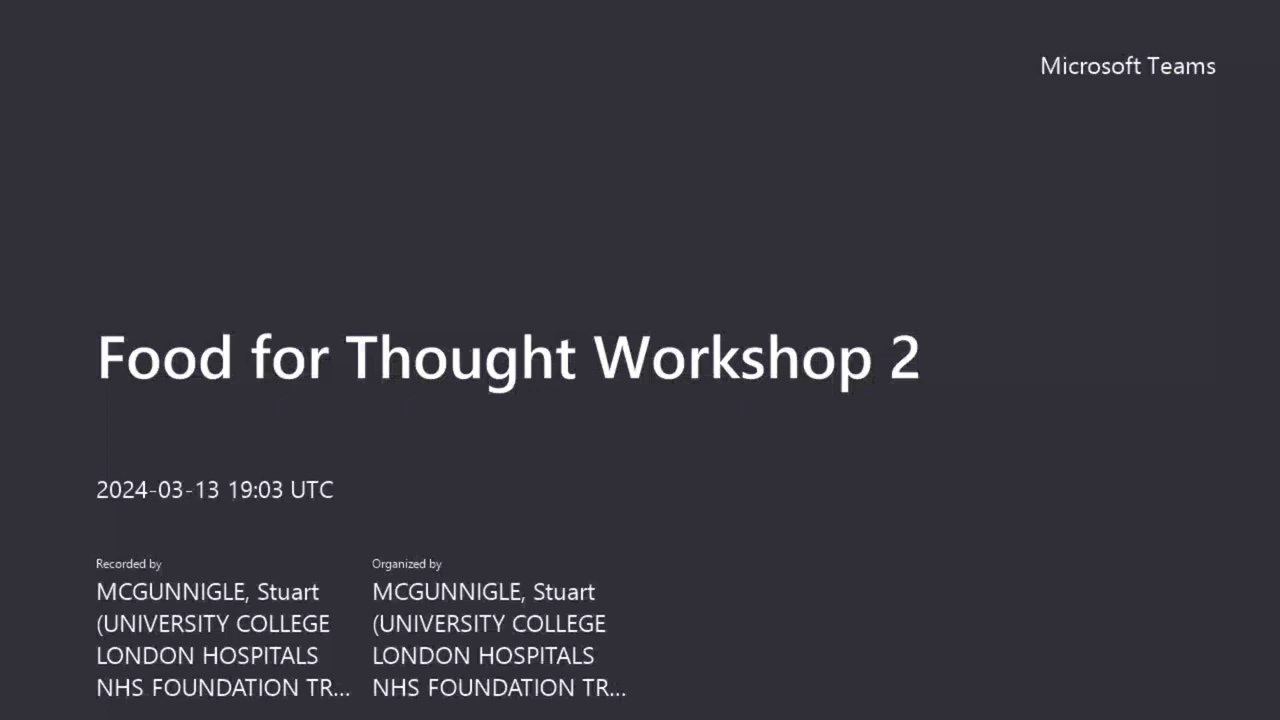 Microsoft Teams
Food for Thought Workshop 2
2024-03-13 19:03 UTC
Recorded by
MCGUNNIGLE, Stuart
(UNIVERSITY COLLEGE
LONDON HOSPITALS
NHS FOUNDATION TR...
Organized by
MCGUNNIGLE, Stuart
(UNIVERSITY COLLEGE
LONDON HOSPITALS
NHS FOUNDATION TR...